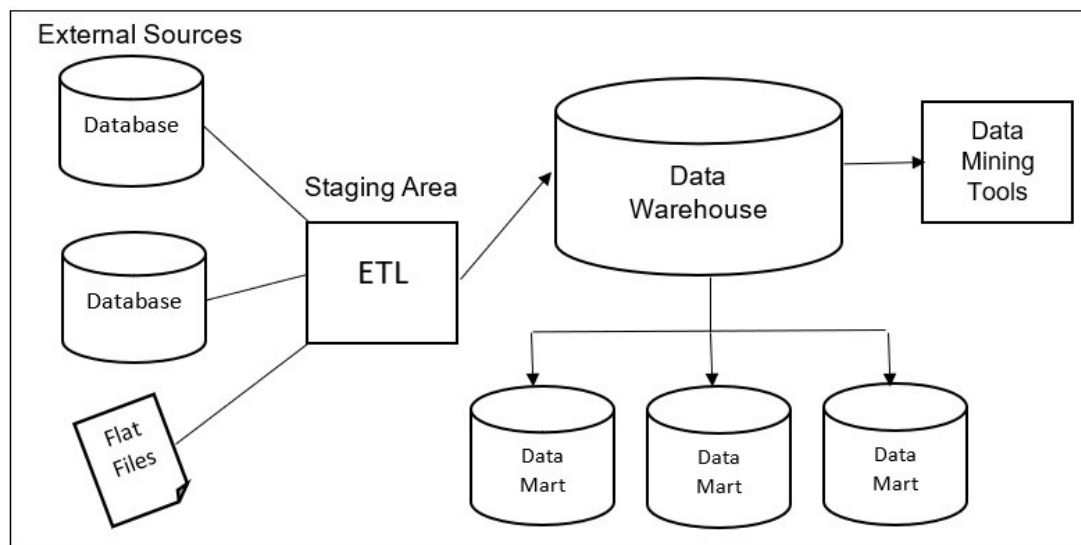 External Sources
Database
Database
Flat
Files
Staging Area
ETL
Data
Warehouse
Data
Mining
Tools
Data
Mart
Data
Mart
Data
Mart